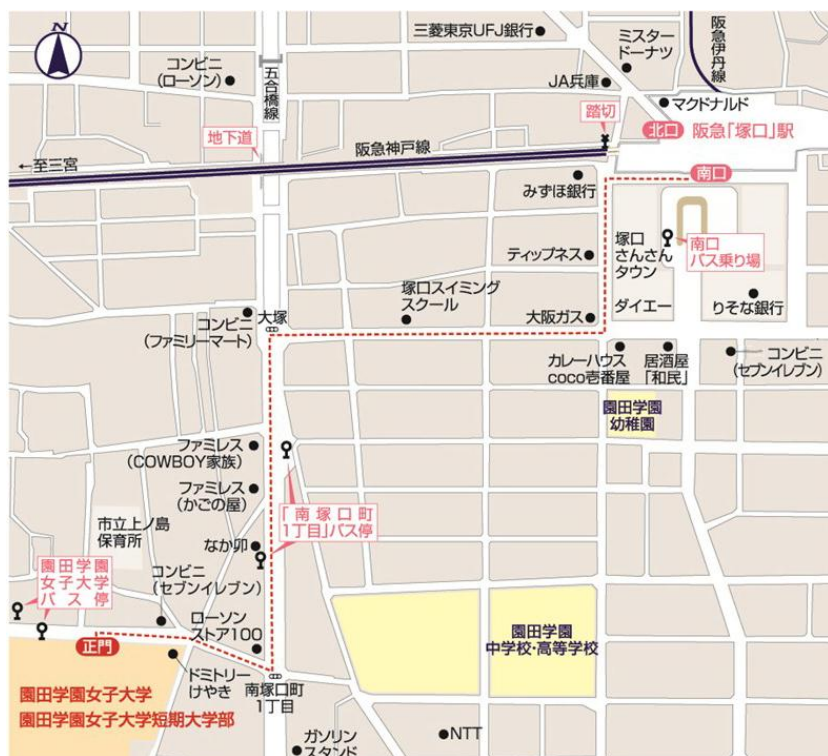 N
三菱東京UFJ銀行
ミスター
ドーナツ
阪急伊丹線
コンビニ
(ローソン)
五合橋線
JA兵庫
マクドナルド
踏切
北口
阪急「塚口」駅
地下道
阪急神戸線
←至三宮
みずほ銀行
南口
ティップネス
塚口
さんさん
タウン
南口
バス乗り場
塚口スイミング
スクール
ダイエー
りそな銀行
コンビニ
(ファミリーマート)
大塚
大阪ガス
カレーハウス
coco壱番屋
居酒屋
「和民」
コンビニ
(セブンイレブン)
園田学園
幼稚園
ファミレス
(COWBOY家族)
ファミレス
(かごの屋)
「南塚口町
1丁目」バス停
市立上ノ島
保育所
なか卯
園田学園
女子大学
バス停
コンビニ
(セブンイレブン)
ローソン
ストア100
園田学園
中学校・高等学校
正門
ドミトリー
けやき
南塚口町
1丁目
園田学園女子大学
園田学園女子大学短期大学部
ガソリン
スタンド
NTT